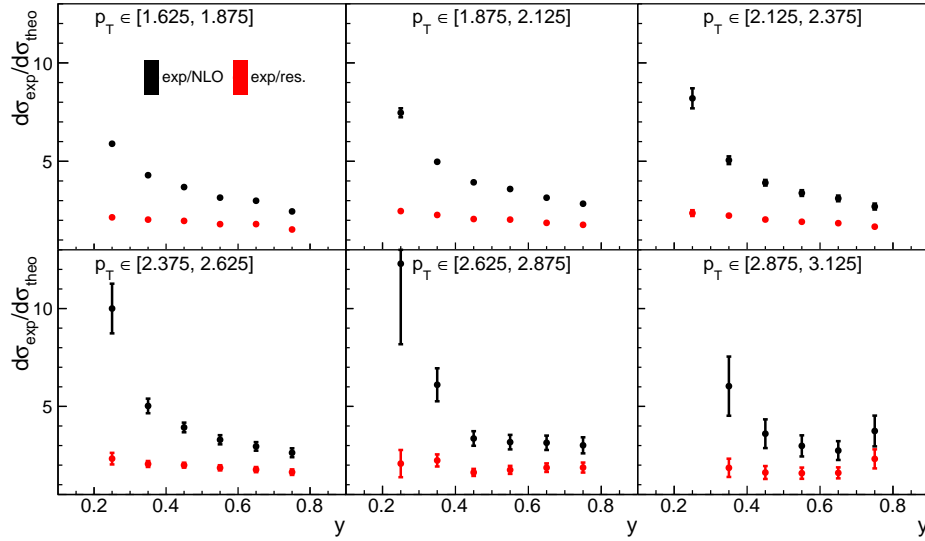 p_T ∈ [1.625, 1.875]
p_T ∈ [1.875, 2.125]
p_T ∈ [2.125, 2.375]
exp/NLO
exp/res.
dσ_exp/dσ_theo
10
5
p_T ∈ [2.375, 2.625]
p_T ∈ [2.625, 2.875]
p_T ∈ [2.875, 3.125]
dσ_exp/dσ_theo
10
5
0.2 0.4 0.6 0.8
0.2 0.4 0.6 0.8
0.2 0.4 0.6 0.8
y
y
y